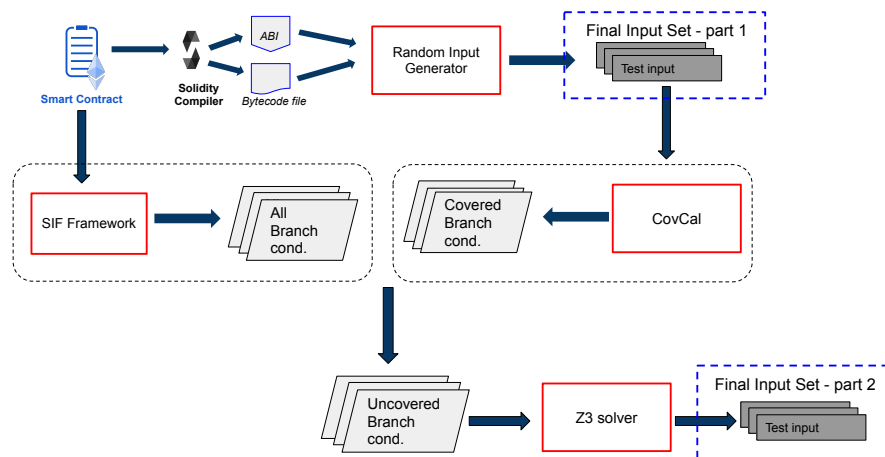 Smart Contract
Solidity
Compiler
ABI
Bytecode file
Random Input
Generator
Final Input Set - part 1
Test input
SIF Framework
All
Branch
cond.
Covered
Branch
cond.
CovCal
Uncovered
Branch
cond.
Z3 solver
Final Input Set - part 2
Test input